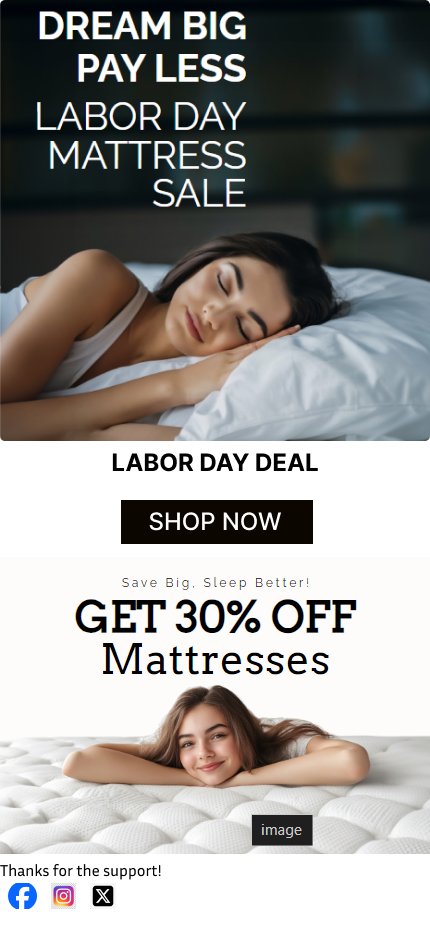 DREAM BIG
PAY LESS
LABOR DAY
MATTRESS
SALE
LABOR DAY DEAL
SHOP NOW
Save Big, Sleep Better!
GET 30% OFF
Mattresses
image
Thanks for the support!